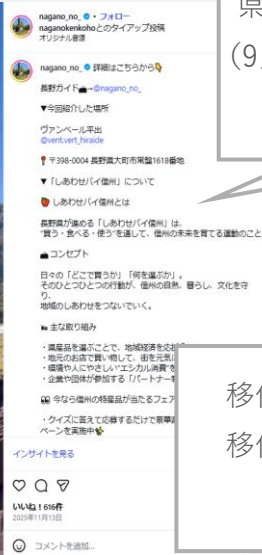 nagano_no_ ・フォロー
naganokenkohoとのタイアップ投稿
オリジナル音源
nagano_no_ 詳細はこちらから👇
長野ガイド🏔️→@nagano_no_
▼今回紹介した場所
ヴァンベール平出
@vent.vert_hiraide
📍〒398-0004 長野県大町市常盤1618番地
▼「しあわせバイ信州」について
🍎 しあわせバイ信州とは
長野県が進める「しあわせバイ信州」は、
“買う・食べる・使う”を通して、信州の未来を育てる運動のこと
コンセプト
日々の「どこで買うか」「何を選ぶか」。
そのひとつひとつの行動が、信州の自然、暮らし、文化を守
り、
地域のしあわせをつないでいく。
主な取り組み
・県産品を選ぶことで、地域経済を応
・地元のお店で買い物して、街を元気に
・環境や人にやさしい“エシカル消費”を
・企業や団体が参加する「パートナー
今なら信州の特産品が当たるフェア
・クイズに答えて応募するだけで豪華
ペーンを実施中
インサイトを見る
いいね！616件
2025年11月13日
コメントを追加...
県
(9
移住
移住